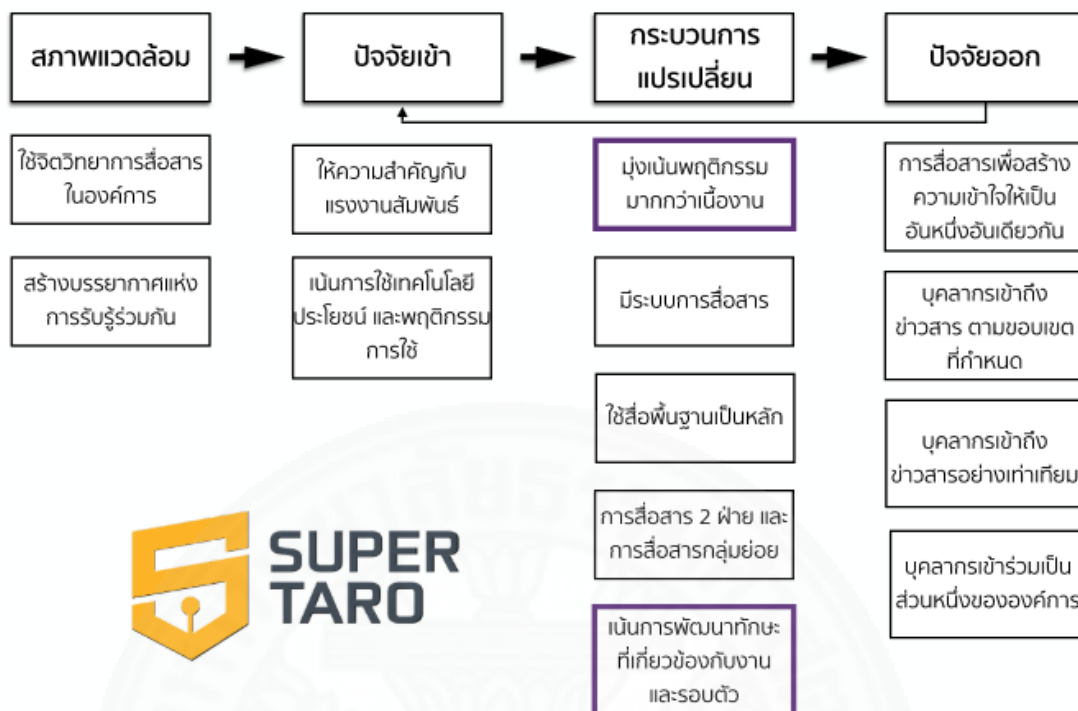 สภาพแวดล้อม
ปัจจัยเข้า
กระบวนการ
แปรเปลี่ยน
ปัจจัยออก
ใช้จิตวิทยาการสื่อสาร
ในองค์การ
สร้างบรรยากาศแห่ง
การรับรู้ร่วมกัน
ให้ความสำคัญกับ
แรงงานสัมพันธ์
เน้นการใช้เทคโนโลยี
ประโยชน์ และพฤติกรรม
การใช้
มุ่งเน้นพฤติกรรม
มากกว่าเนื้องาน
มีระบบการสื่อสาร
ใช้สื่อพื้นฐานเป็นหลัก
การสื่อสาร 2 ฝ่าย และ
การสื่อสารกลุ่มย่อย
เน้นการพัฒนาทักษะ
ที่เกี่ยวข้องกับงาน
และรอบตัว
การสื่อสารเพื่อสร้าง
ความเข้าใจให้เป็น
อันหนึ่งอันเดียวกัน
บุคลากรเข้าถึง
ข่าวสาร ตามขอบเขต
ที่กำหนด
บุคลากรเข้าถึง
ข่าวสารอย่างเท่าเทียม
บุคลากรเข้าร่วมเป็น
ส่วนหนึ่งขององค์การ
SUPER
TARO